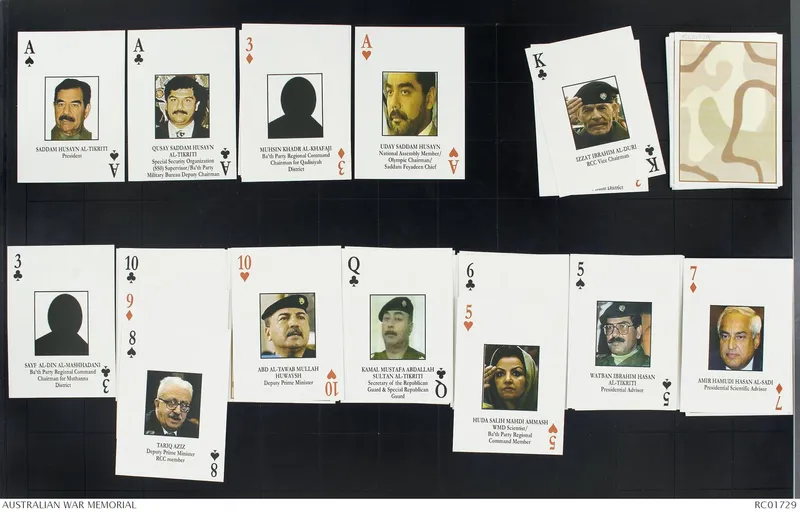 A
SADDAM HUSAYN AL-TIKRITI
President
A
A
QUSAY SADDAM HUSAYN
AL-TIKRITI
Special Security Organization
(SSO) Supervisor/Ba'th Party
Military Bureau Deputy Chairman
A
3
MUHSIN KHADR AL-KHAFAJI
Ba'th Party Regional Command
Chairman for Qadisiyah
District
3
A
UDAY SADDAM HUSAYN
National Assembly Member/
Olympic Chairman/
Saddam Feyadeen Chief
A
K
IZZAT IBRAHIM AL-DURI
RCC Vice Chairman
K
District
3
SAYF AL-DIN AL-MASHHADANI
Ba'th Party Regional Command
Chairman for Muthanna
District
3
10
9
8
TARIQ AZIZ
Deputy Prime Minister
RCC member
8
10
ABD AL-TAWAB MULLAH
HUWAYSH
Deputy Prime Minister
10
Q
KAMAL MUSTAFA ABDALLAH
SULTAN AL-TIKRITI
Secretary of the Republican
Guard & Special Republican
Guard
Q
6
5
HUDA SALIH MAHDI AMMASH
WMD Scientist/
Ba'th Party Regional
Command Member
5
5
WATBAN IBRAHIM HASAN
AL-TIKRITI
Presidential Advisor
5
7
AMIR HAMUDI HASAN AL-SADI
Presidential Scientific Advisor
7
AUSTRALIAN WAR MEMORIAL
RC01729